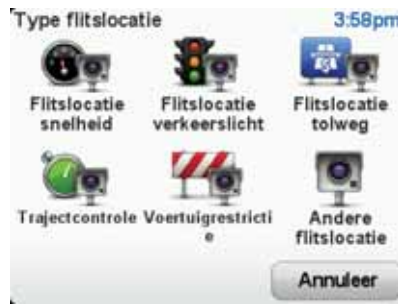 Type flitslocatie 3:58pm
Flitslocatie Flitslocatie Flitslocatie
snelheid verkeerslicht tolweg
Trajectcontrole Voertuigrestricti Andere
e flitslocatie
Annuleer